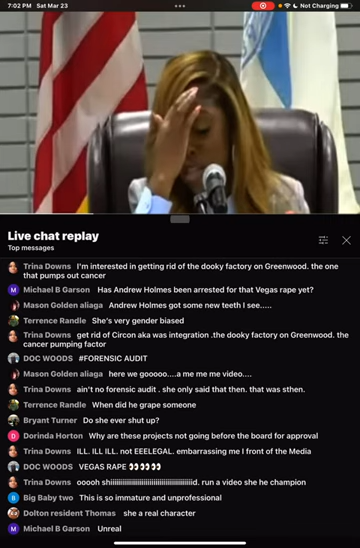 7:02 PM Sat Mar 23
Not Charging
Live chat replay
Top messages
Trina Downs I'm interested in getting rid of the dooky factory on Greenwood. the one
that pumps out cancer
M Michael B Garson Has Andrew Holmes been arrested for that Vegas rape yet?
Mason Golden aliaga Andrew Holmes got some new teeth I see.....
Terrence Randle She's very gender biased
Trina Downs get rid of Circon aka was integration .the dooky factory on Greenwood. the
cancer pumping factor
DOC WOODS #FORENSIC AUDIT
Mason Golden aliaga here we gooooo....a me me me video....
Trina Downs ain't no forensic audit . she only said that then. that was sthen.
Terrence Randle When did he grape someone
Bryant Turner Do she ever shut up?
D Dorinda Horton Why are these projects not going before the board for approval
Trina Downs ILL. ILL ILL. not EEELEGAL. embarrassing me I front of the Media
DOC WOODS VEGAS RAPE 👀👀👀
Trina Downs ooooh shiiiiiiiiiiiiiiiiiiiiiiiiiiiiiiiiiid. run a video she he champion
B Big Baby two This is so immature and unprofessional
Dolton resident Thomas she a real character
M Michael B Garson Unreal